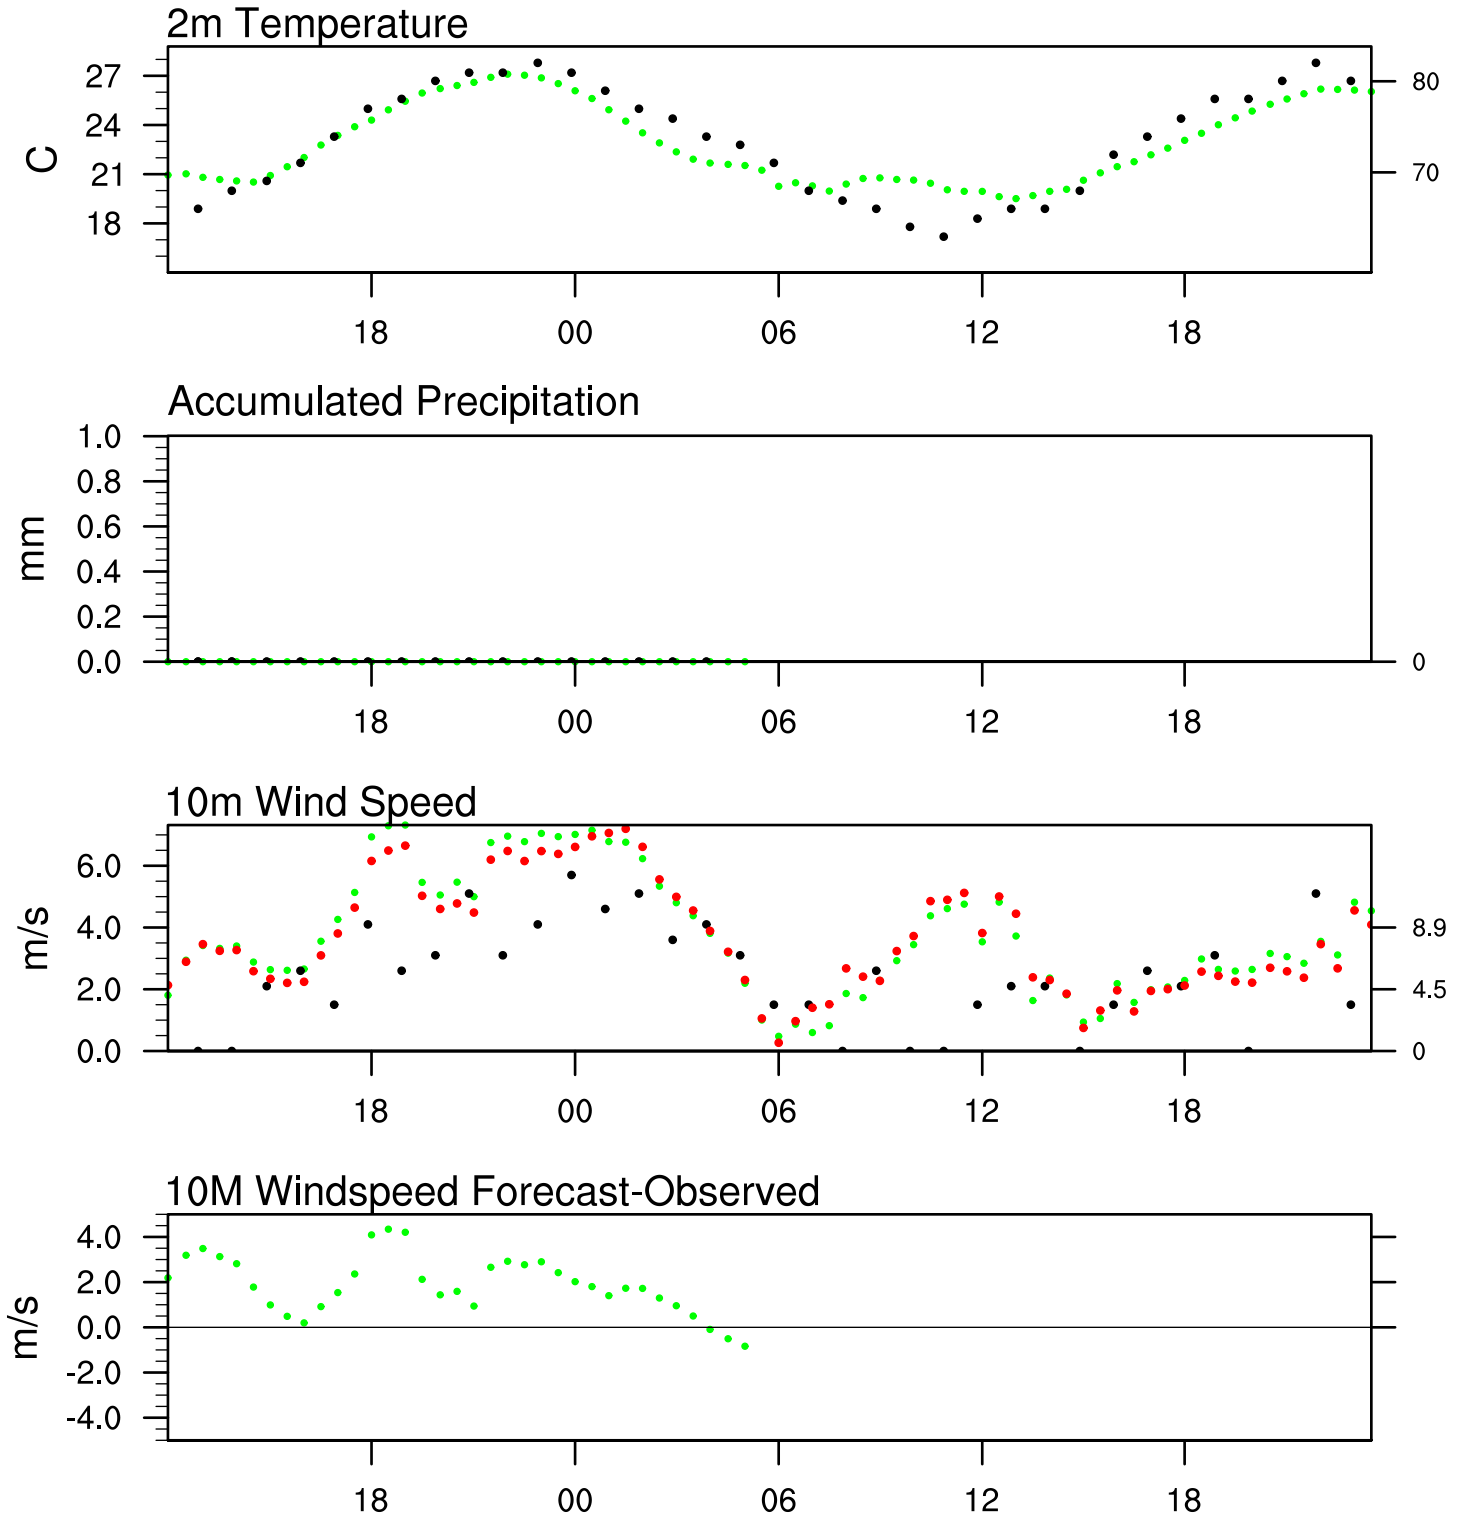 2m Temperature
27
24
21
18
C
80
70
18 00 06 12 18
Accumulated Precipitation
1.0
0.8
0.6
0.4
0.2
0.0
mm
0
18 00 06 12 18
10m Wind Speed
6.0
4.0
2.0
0.0
m/s
8.9
4.5
0
18 00 06 12 18
10M Windspeed Forecast-Observed
4.0
2.0
0.0
-2.0
-4.0
m/s
18 00 06 12 18